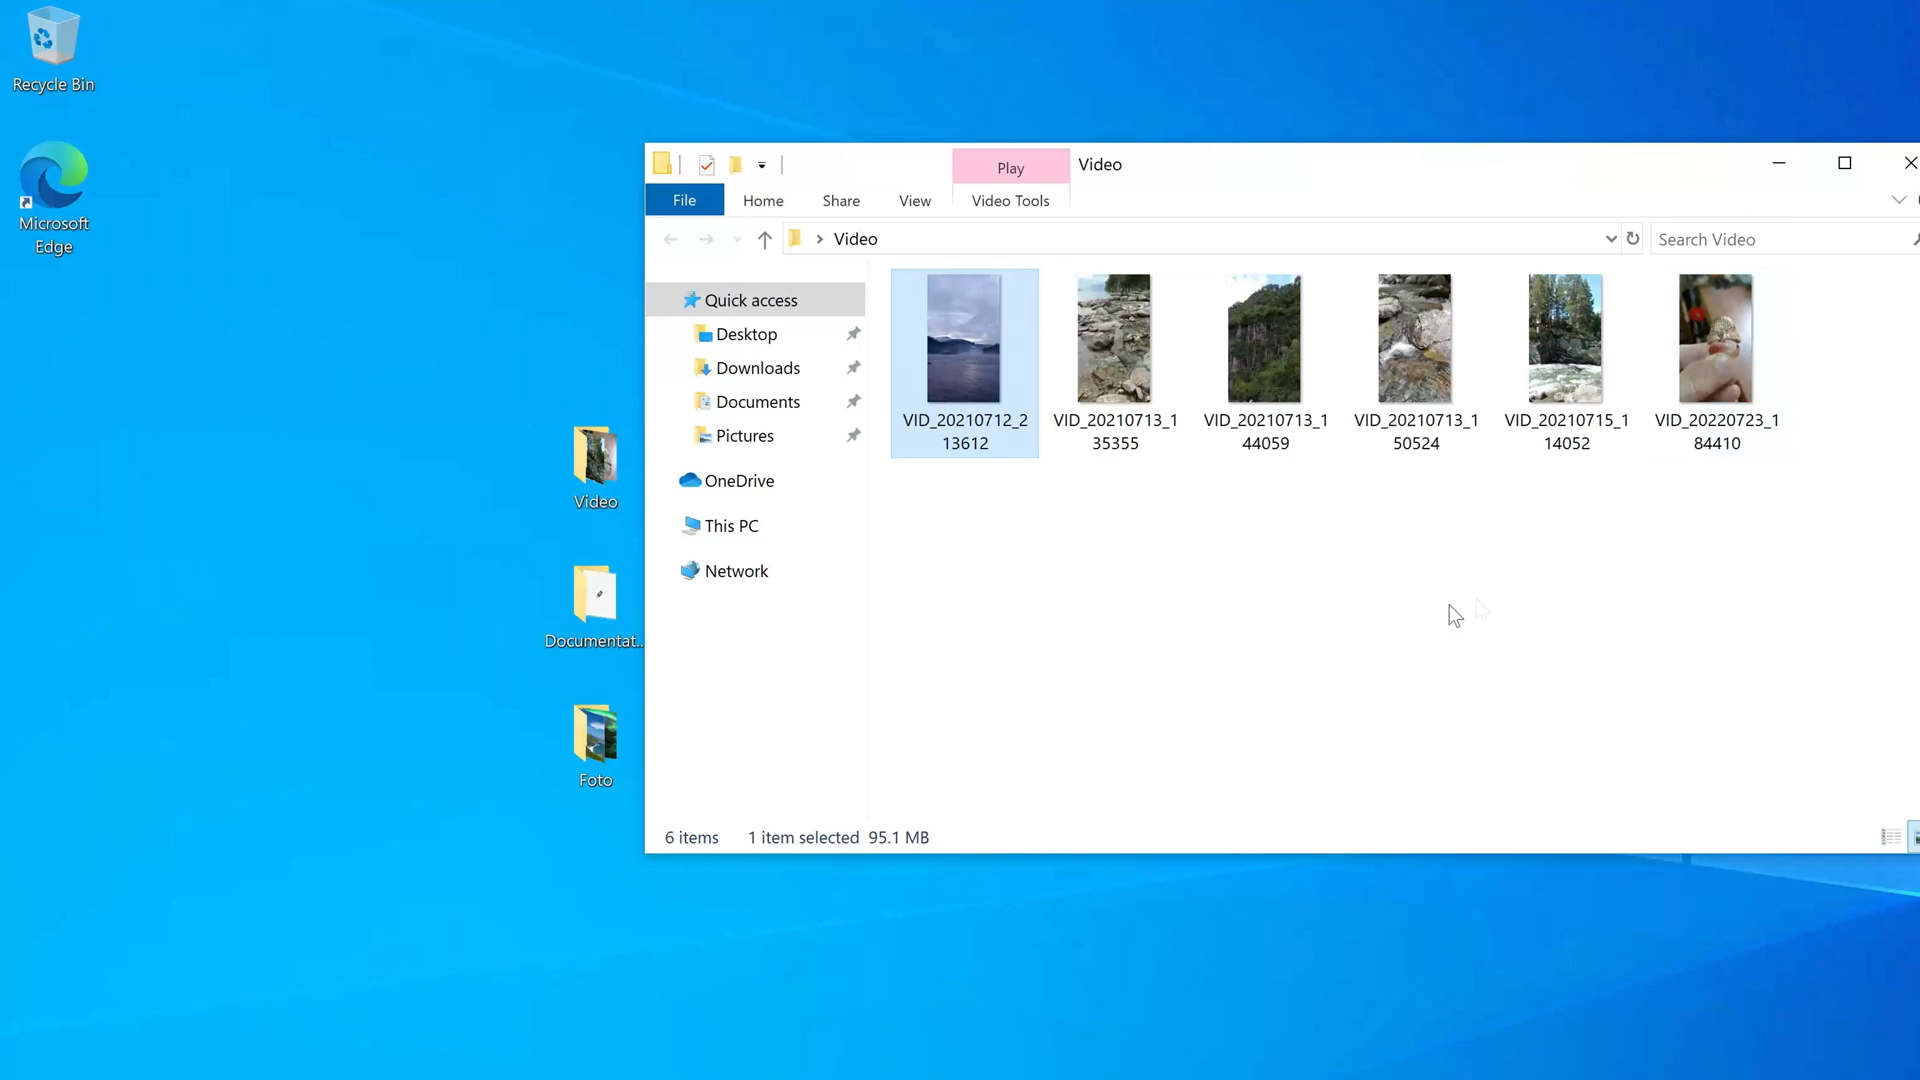 Recycle Bin
Microsoft
Edge
Video
Documentat...
Foto
Play
Video
File
Home
Share
View
Video Tools
Video
Search Video
Quick access
Desktop
Downloads
Documents
Pictures
OneDrive
This PC
Network
VID_20210712_2
13612
VID_20210713_1
35355
VID_20210713_1
44059
VID_20210713_1
50524
VID_20210715_1
14052
VID_20220723_1
84410
6 items
1 item selected 95.1 MB